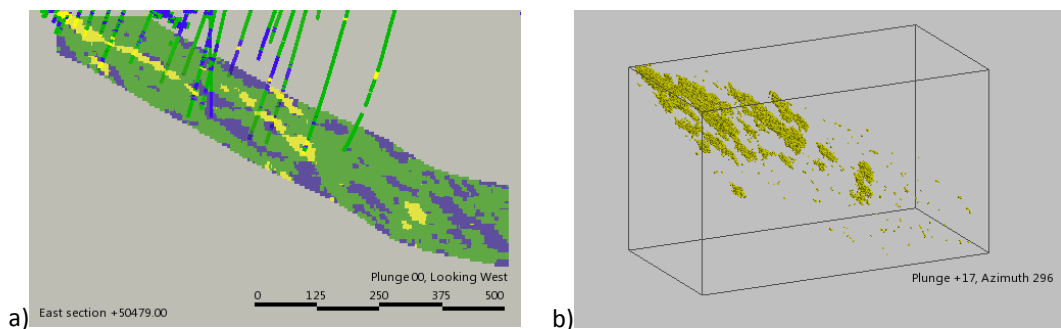 Plunge 00, Looking West
0 125 250 375 500
East section +50479.00
a)
Plunge +17, Azimuth 296
b)